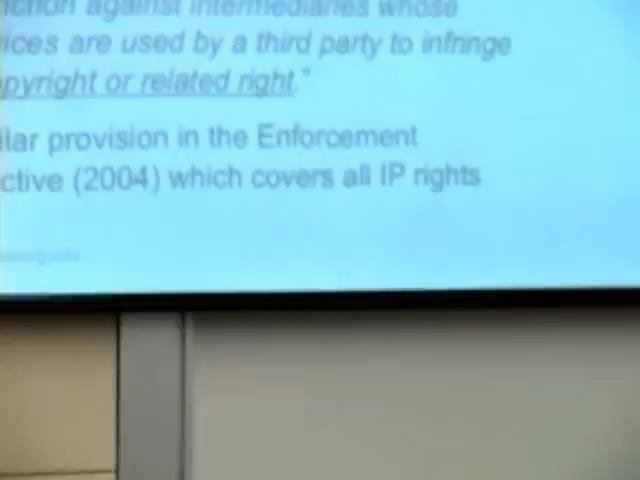 nction against intermediaries whose
ices are used by a third party to infringe
pyright or related right."
lar provision in the Enforcement
ctive (2004) which covers all IP rights